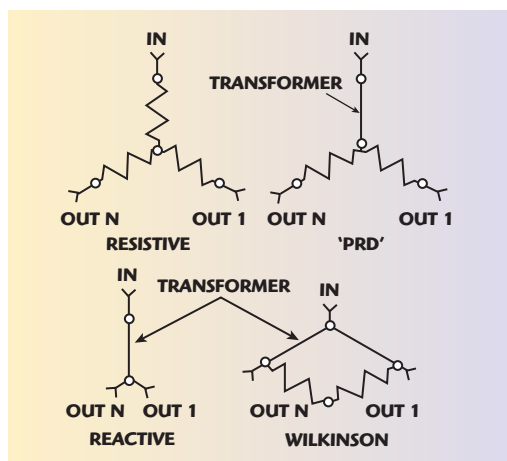 IN
IN
TRANSFORMER
OUT N OUT 1
OUT N OUT 1
RESISTIVE
‘PRD’
IN
TRANSFORMER
IN
OUT N OUT 1
OUT N OUT 1
REACTIVE
WILKINSON